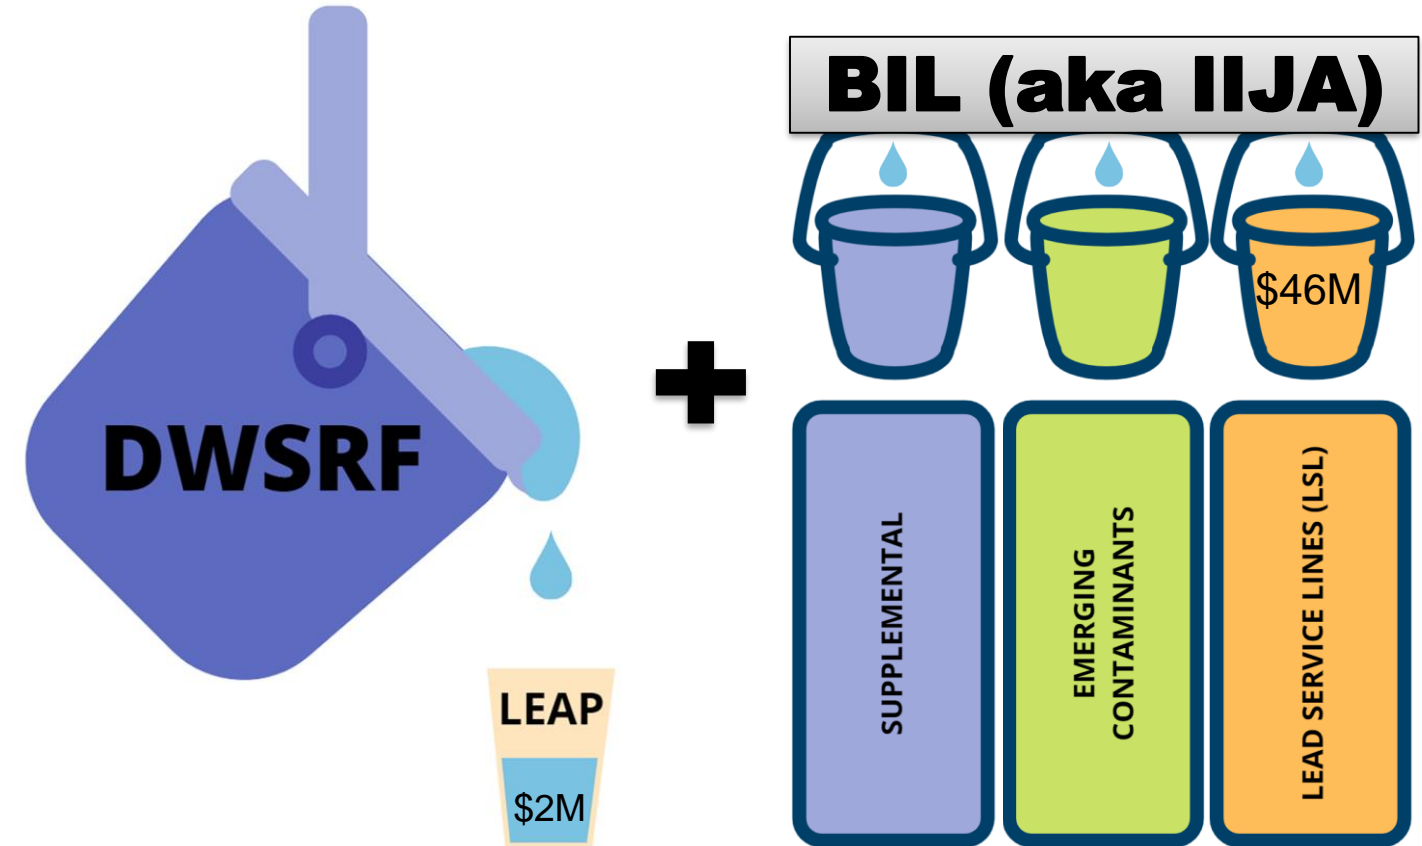 DWSRF
LEAP
$2M
BIL (aka IIJA)
$46M
SUPPLEMENTAL
EMERGING
CONTAMINANTS
LEAD SERVICE LINES (LSL)